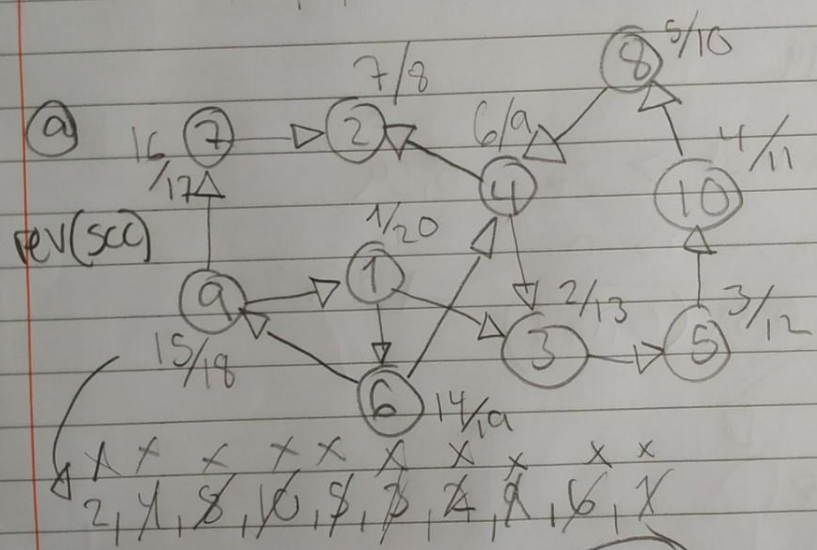 8 5/10
7/8
a 16/17 7 2 6/9 4/11
4 10
rev(scc) 1/20
9 1 2/13 3/12
15/18 3 5
6 14/19
x x x x x x x x x x
2, 4, 8, 10, 5, 3, 7, 9, 6, 1